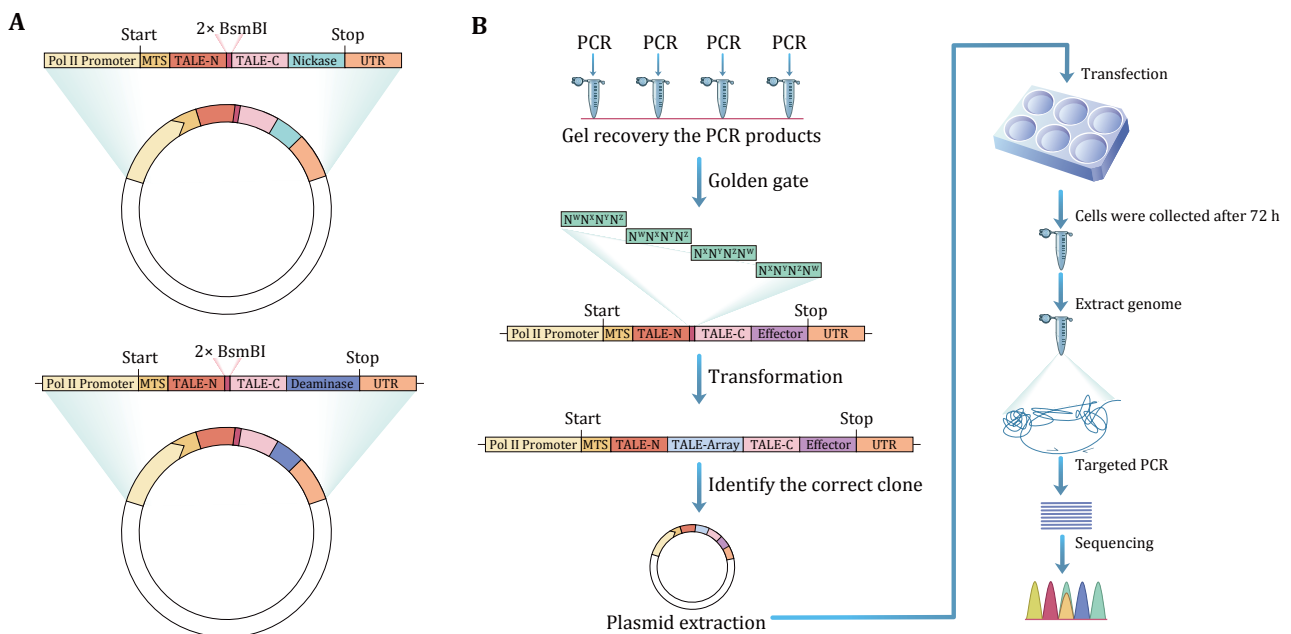 A
2× BsmBI
Start
Stop
Pol II Promoter MTS TALE-N TALE-C Nickase UTR
2× BsmBI
Start
Stop
Pol II Promoter MTS TALE-N TALE-C Deaminase UTR
B
PCR PCR PCR PCR
Gel recovery the PCR products
Golden gate
NᵂNˣNʸNᶻ
NᵂNˣNʸNᶻ
NˣNʸNᶻNᵂ
NˣNʸNᶻNᵂ
Start
Stop
Pol II Promoter MTS TALE-N TALE-C Effector UTR
Transformation
Start
Stop
Pol II Promoter MTS TALE-N TALE-Array TALE-C Effector UTR
Identify the correct clone
Plasmid extraction
Transfection
Cells were collected after 72 h
Extract genome
Targeted PCR
Sequencing